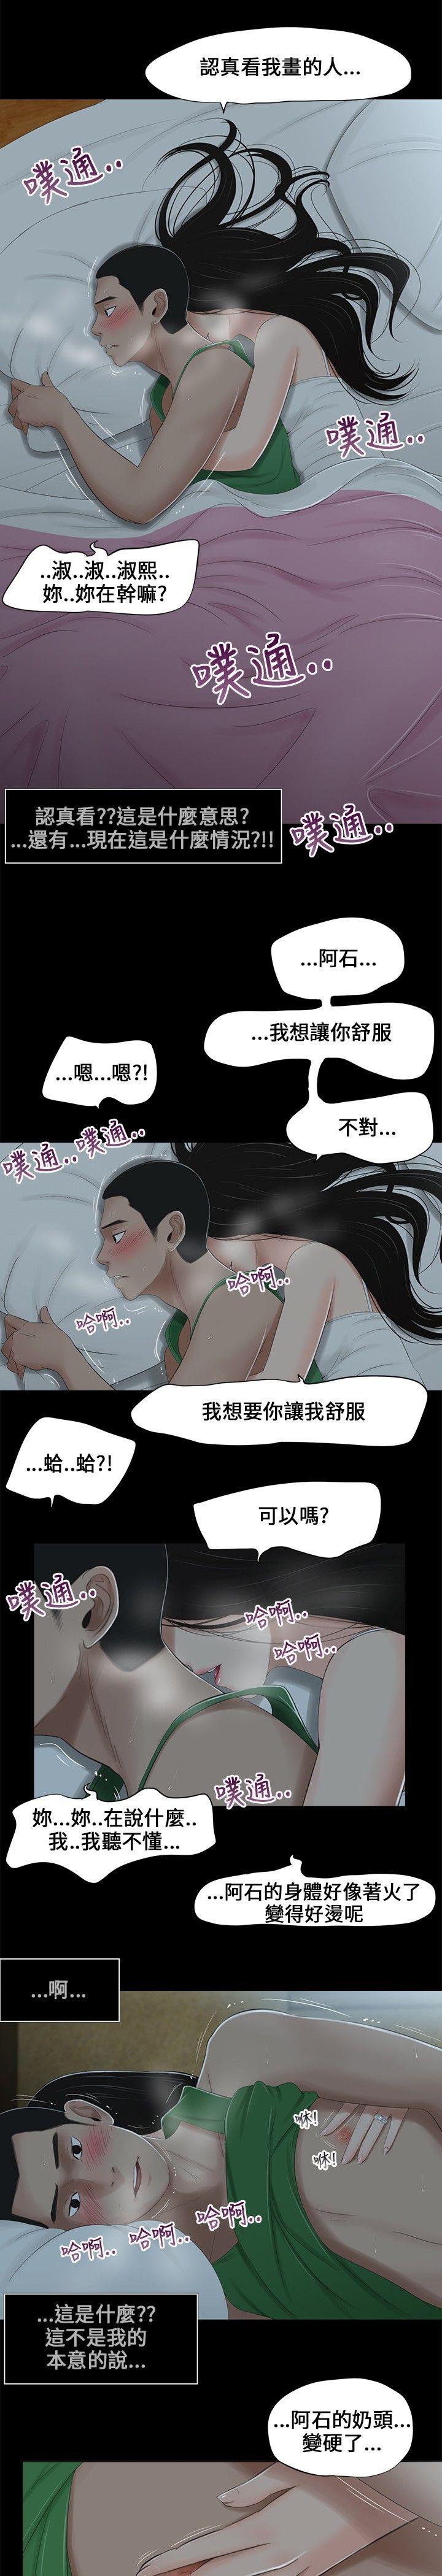 認真看我畫的人...
噗通..
噗通..
..淑..淑..淑熙..
妳..妳在幹嘛?
噗通..
認真看??這是什麼意思?
...還有...現在這是什麼情況?!!
噗通..
...阿石...
...我想讓你舒服
...嗯...嗯?!
不對...
噗通..噗通..
哈啊..
哈啊..
我想要你讓我舒服
...蛤..蛤?!
可以嗎?
噗通..
哈啊..
哈啊..
噗通..
妳...妳..在說什麼..
我..我聽不懂...
...阿石的身體好像著火了
變得好燙呢
...啊...
咻!
咻!
哈啊..
哈啊..
哈啊..
...這是什麼??
這不是我的
本意的說...
...阿石的奶頭...
變硬了...